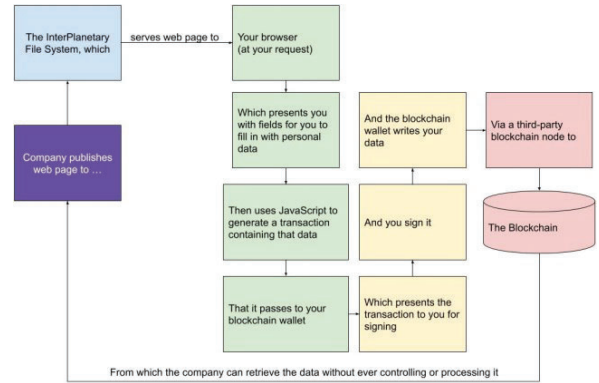 The InterPlanetary
File System, which
serves web page to
Your browser
(at your request)
Which presents you
with fields for you to
fill in with personal
data
Then uses JavaScript to
generate a transaction
containing that data
That it passes to your
blockchain wallet
Which presents the
transaction to you for
signing
And you sign it
And the blockchain
wallet writes your
data
Via a third-party
blockchain node to
The Blockchain
From which the company can retrieve the data without ever controlling or processing it
Company publishes
web page to ...